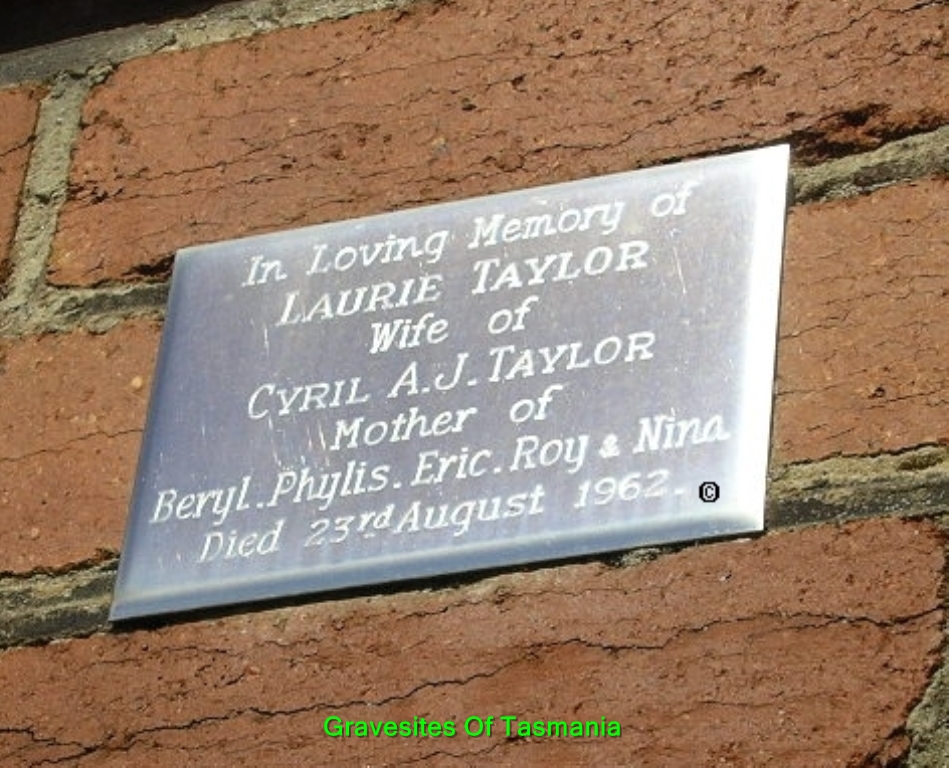 In Loving Memory of
LAURIE TAYLOR
Wife of
CYRIL A.J. TAYLOR
Mother of
Beryl. Phylis. Eric. Roy & Nina
Died 23rd August 1962. ©
Gravesites Of Tasmania